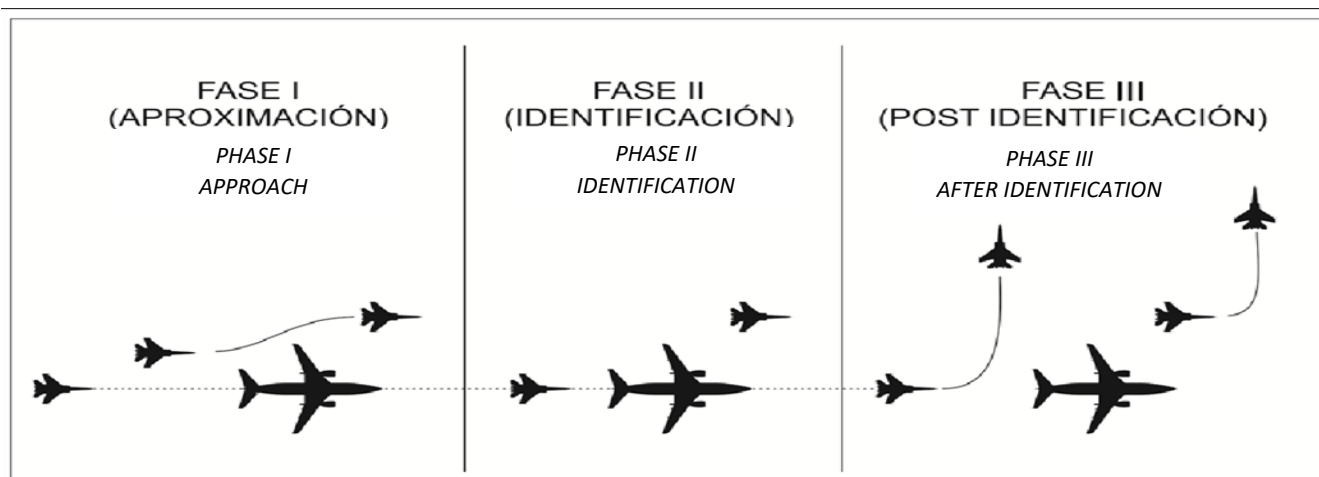 FASE I
(APROXIMACIÓN)
PHASE I
APPROACH
FASE II
(IDENTIFICACIÓN)
PHASE II
IDENTIFICATION
FASE III
(POST IDENTIFICACIÓN)
PHASE III
AFTER IDENTIFICATION